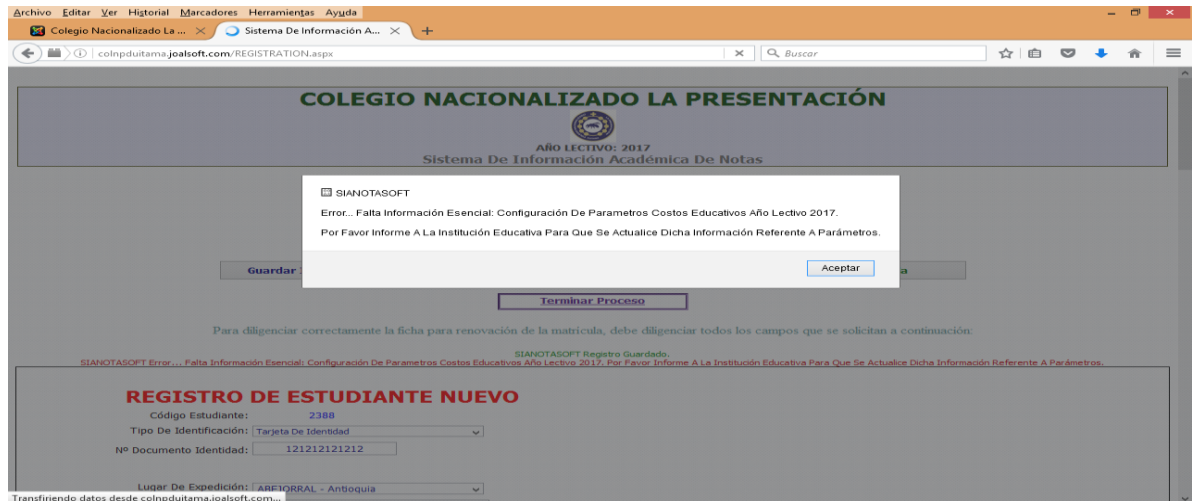 Archivo Editar Ver Historial Marcadores Herramientas Ayuda
Colegio Nacionalizado La ... Sistema De Información A...
colnpduitama.joalsoft.com/REGISTRATION.aspx Buscar
COLEGIO NACIONALIZADO LA PRESENTACIÓN
AÑO LECTIVO: 2017
Sistema De Información Académica De Notas
SIANOTASOFT
Error... Falta Información Esencial: Configuración De Parametros Costos Educativos Año Lectivo 2017.
Por Favor Informe A La Institución Educativa Para Que Se Actualice Dicha Información Referente A Parámetros.
Aceptar
Guardar
Terminar Proceso
Para diligenciar correctamente la ficha para renovación de la matricula, debe diligenciar todos los campos que se solicitan a continuación:
SIANOTASOFT Registro Guardado.
SIANOTASOFT Error... Falta Información Esencial: Configuración De Parametros Costos Educativos Año Lectivo 2017. Por Favor Informe A La Institución Educativa Para Que Se Actualice Dicha Información Referente A Parámetros.
REGISTRO DE ESTUDIANTE NUEVO
Código Estudiante: 2388
Tipo De Identificación: Tarjeta De Identidad
Nº Documento Identidad: 121212121212
Lugar De Expedición: ABEJORRAL - Antioquia
Transfiriendo datos desde colnpduitama.joalsoft.com...